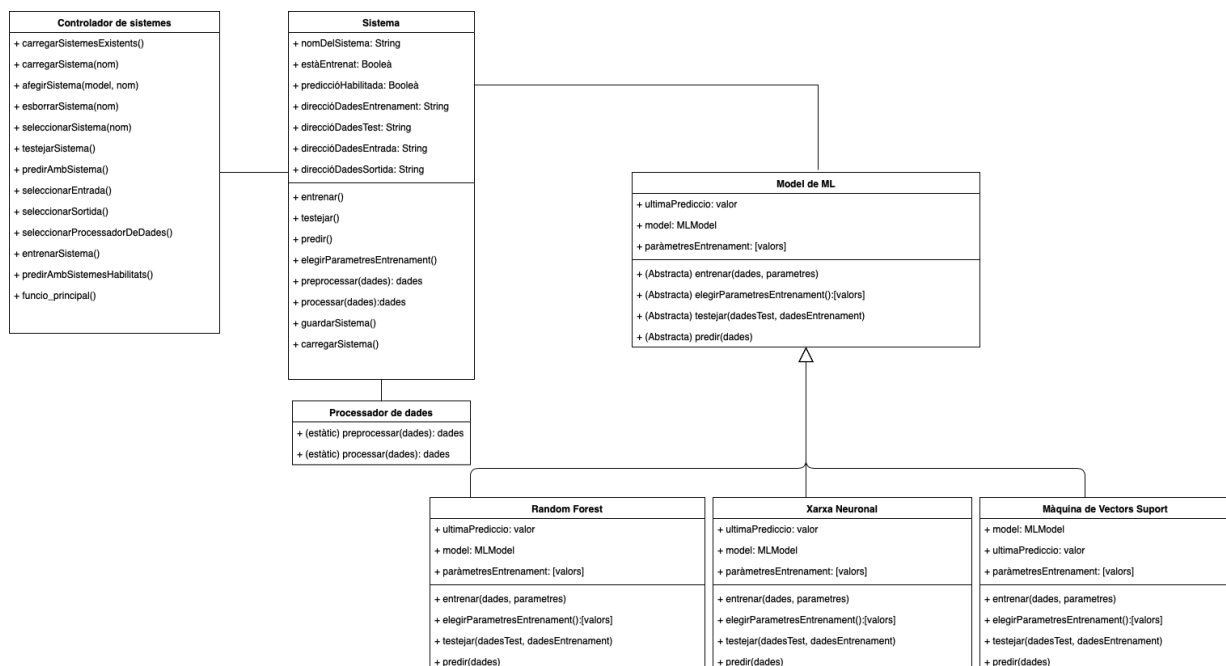 Controlador de sistemes
+ carregarSistemesExistents()
+ carregarSistema(nom)
+ afegirSistema(model, nom)
+ esborrarSistema(nom)
+ seleccionarSistema(nom)
+ testejarSistema()
+ predirAmbSistema()
+ seleccionarEntrada()
+ seleccionarSortida()
+ seleccionarProcessadorDeDades()
+ entrenarSistema()
+ predirAmbSistemesHabilitats()
+ funcio_principal()
Sistema
+ nomDelSistema: String
+ estàEntrenat: Booleà
+ prediccióHabilitada: Booleà
+ direccióDadesEntrenament: String
+ direccióDadesTest: String
+ direccióDadesEntrada: String
+ direccióDadesSortida: String
+ entrenar()
+ testejar()
+ predir()
+ elegirParametresEntrenament()
+ preprocessar(dades): dades
+ processar(dades):dades
+ guardarSistema()
+ carregarSistema()
Processador de dades
+ (estàtic) preprocessar(dades): dades
+ (estàtic) processar(dades): dades
Model de ML
+ ultimaPrediccio: valor
+ model: MLModel
+ paràmetresEntrenament: [valors]
+ (Abstracta) entrenar(dades, parametres)
+ (Abstracta) elegirParametresEntrenament():[valors]
+ (Abstracta) testejar(dadesTest, dadesEntrenament)
+ (Abstracta) predir(dades)
Random Forest
+ ultimaPrediccio: valor
+ model: MLModel
+ paràmetresEntrenament: [valors]
+ entrenar(dades, parametres)
+ elegirParametresEntrenament():[valors]
+ testejar(dadesTest, dadesEntrenament)
+ predir(dades)
Xarxa Neuronal
+ ultimaPrediccio: valor
+ model: MLModel
+ paràmetresEntrenament: [valors]
+ entrenar(dades, parametres)
+ elegirParametresEntrenament():[valors]
+ testejar(dadesTest, dadesEntrenament)
+ predir(dades)
Màquina de Vectors Suport
+ model: MLModel
+ ultimaPrediccio: valor
+ paràmetresEntrenament: [valors]
+ entrenar(dades, parametres)
+ elegirParametresEntrenament():[valors]
+ testejar(dadesTest, dadesEntrenament)
+ predir(dades)